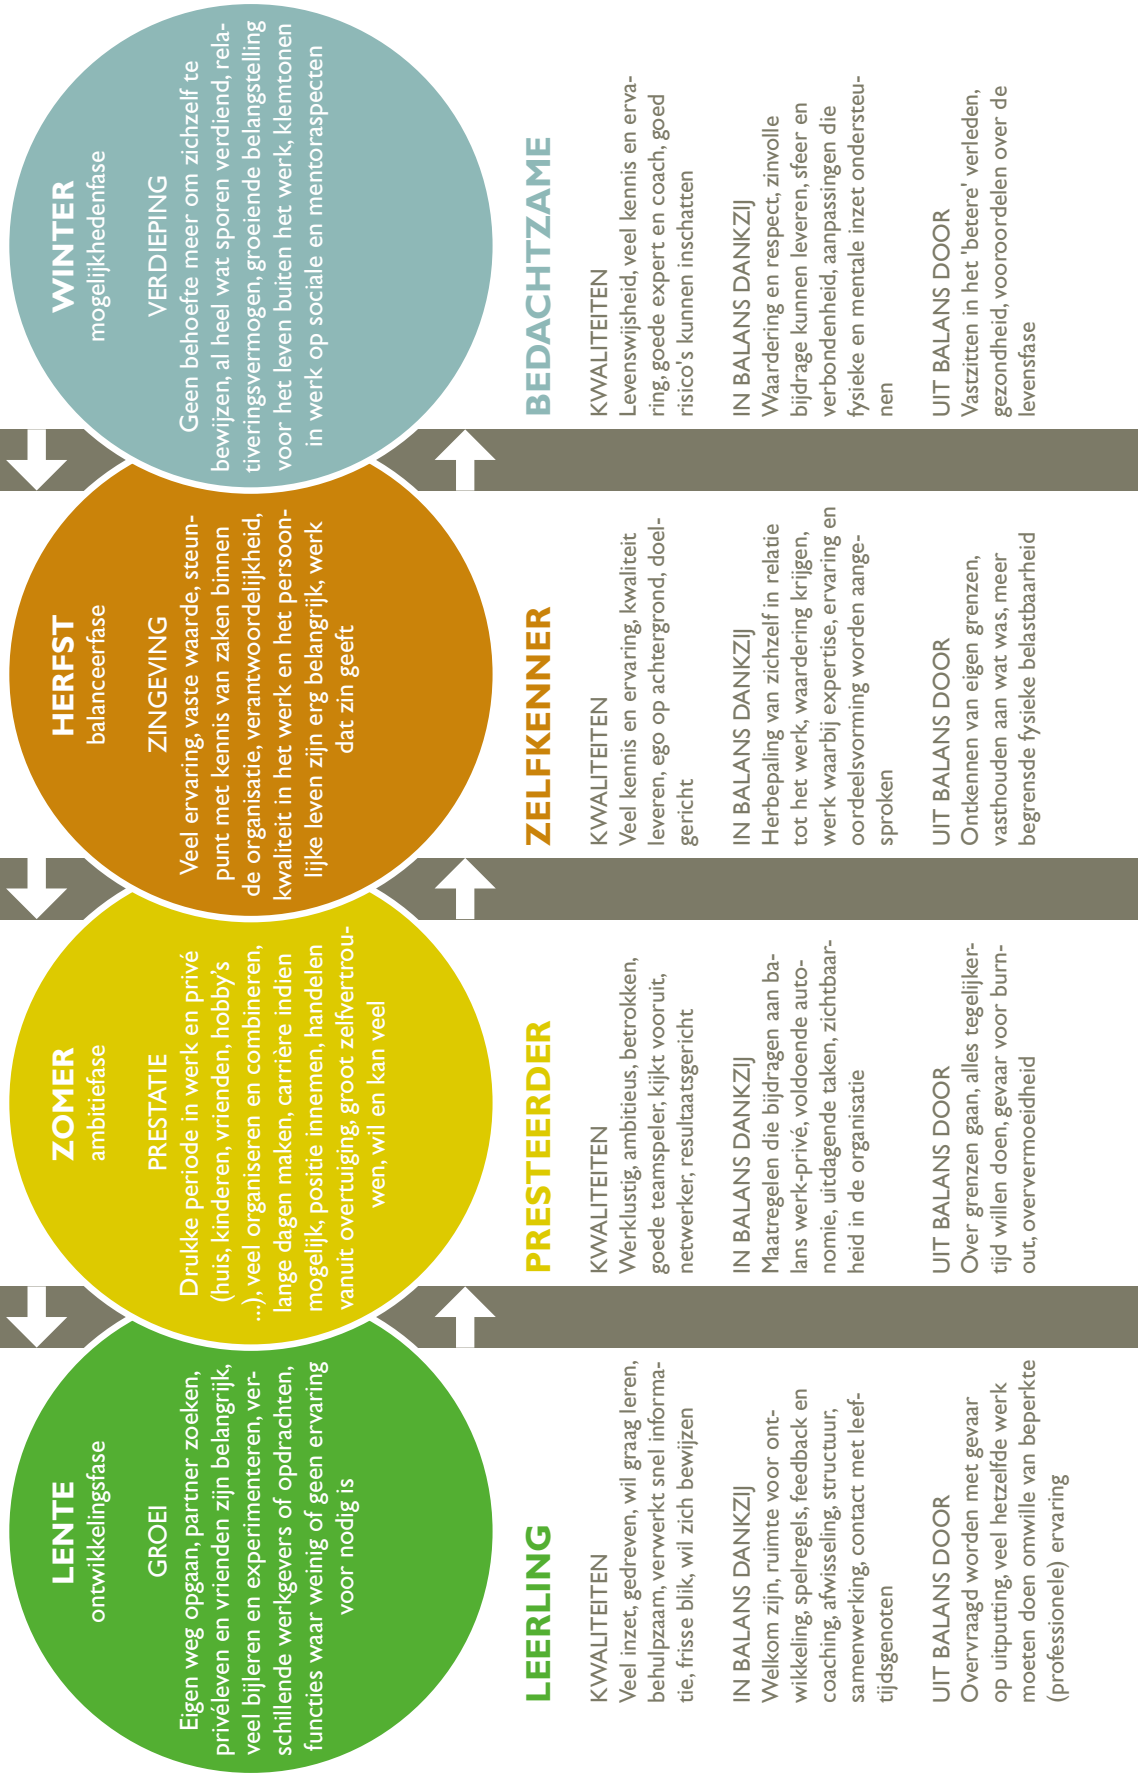 LENTE
ontwikkelingsfase
GROEI
Eigen weg opgaan, partner zoeken,
privéleven en vrienden zijn belangrijk,
veel bijleren en experimenteren, ver-
schillende werkgevers of opdrachten,
functies waar weinig of geen ervaring
voor nodig is
LEERLING
KWALITEITEN
Veel inzet, gedreven, wil graag leren,
behulpzaam, verwerkt snel informa-
tie, frisse blik, wil zich bewijzen
IN BALANS DANKZIJ
Welkom zijn, ruimte voor ont-
wikkeling, spelregels, feedback en
coaching, afwisseling, structuur,
samenwerking, contact met leef-
tijdsgenoten
UIT BALANS DOOR
Overvraagd worden met gevaar
op uitputting, veel hetzelfde werk
moeten doen omwille van beperkte
(professionele) ervaring
ZOMER
ambitiefase
PRESTATIE
Drukke periode in werk en privé
(huis, kinderen, vrienden, hobby's
...), veel organiseren en combineren,
lange dagen maken, carrière indien
mogelijk, positie innemen, handelen
vanuit overtuiging, groot zelfvertrou-
wen, wil en kan veel
PRESTEERDER
KWALITEITEN
Werklustig, ambitieus, betrokken,
goede teamspeler, kijkt vooruit,
netwerker, resultaatsgericht
IN BALANS DANKZIJ
Maatregelen die bijdragen aan ba-
lans werk-privé, voldoende auto-
nomie, uitdagende taken, zichtbaar-
heid in de organisatie
UIT BALANS DOOR
Over grenzen gaan, alles tegelijker-
tijd willen doen, gevaar voor burn-
out, oververmoeidheid
HERFST
balanceerfase
ZINGEVING
Veel ervaring, vaste waarde, steun-
punt met kennis van zaken binnen
de organisatie, verantwoordelijkheid,
kwaliteit in het werk en het persoon-
lijke leven zijn erg belangrijk, werk
dat zin geeft
ZELFKENNER
KWALITEITEN
Veel kennis en ervaring, kwaliteit
leveren, ego op achtergrond, doel-
gericht
IN BALANS DANKZIJ
Herbepaling van zichzelf in relatie
tot het werk, waardering krijgen,
werk waarbij expertise, ervaring en
oordeelsvorming worden aange-
sproken
UIT BALANS DOOR
Ontkennen van eigen grenzen,
vasthouden aan wat was, meer
begrensde fysieke belastbaarheid
WINTER
mogelijkhedenfase
VERDIEPING
Geen behoefte meer om zichzelf te
bewijzen, al heel wat sporen verdiend, rela-
tiveringsvermogen, groeiende belangstelling
voor het leven buiten het werk, klemtonen
in werk op sociale en mentoraspecten
BEDACHTZAME
KWALITEITEN
Levenswijsheid, veel kennis en erva-
ring, goede expert en coach, goed
risico's kunnen inschatten
IN BALANS DANKZIJ
Waardering en respect, zinvolle
bijdrage kunnen leveren, sfeer en
verbondenheid, aanpassingen die
fysieke en mentale inzet ondersteu-
nen
UIT BALANS DOOR
Vastzitten in het 'betere' verleden,
gezondheid, vooroordelen over de
levensfase